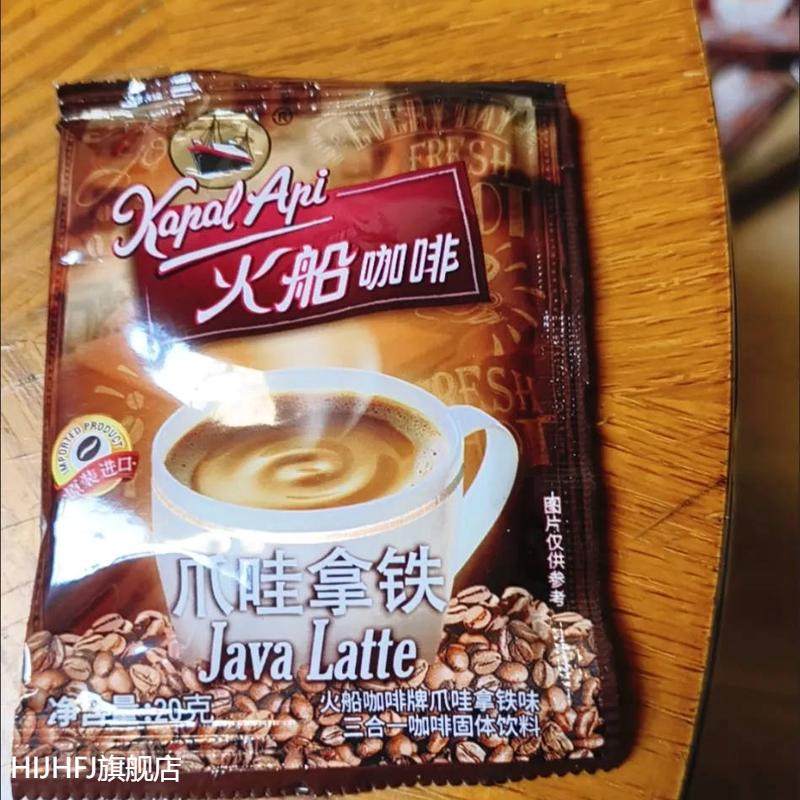 ®
EVERYDAY
FRESH
Kapal Api
火船咖啡
FRESH
IMPORTED PRODUCT
原装进口
图片仅供参考
爪哇拿铁
Java Latte
净含量:20克
火船咖啡牌爪哇拿铁味
三合一咖啡固体饮料
HIJHFJ旗舰店